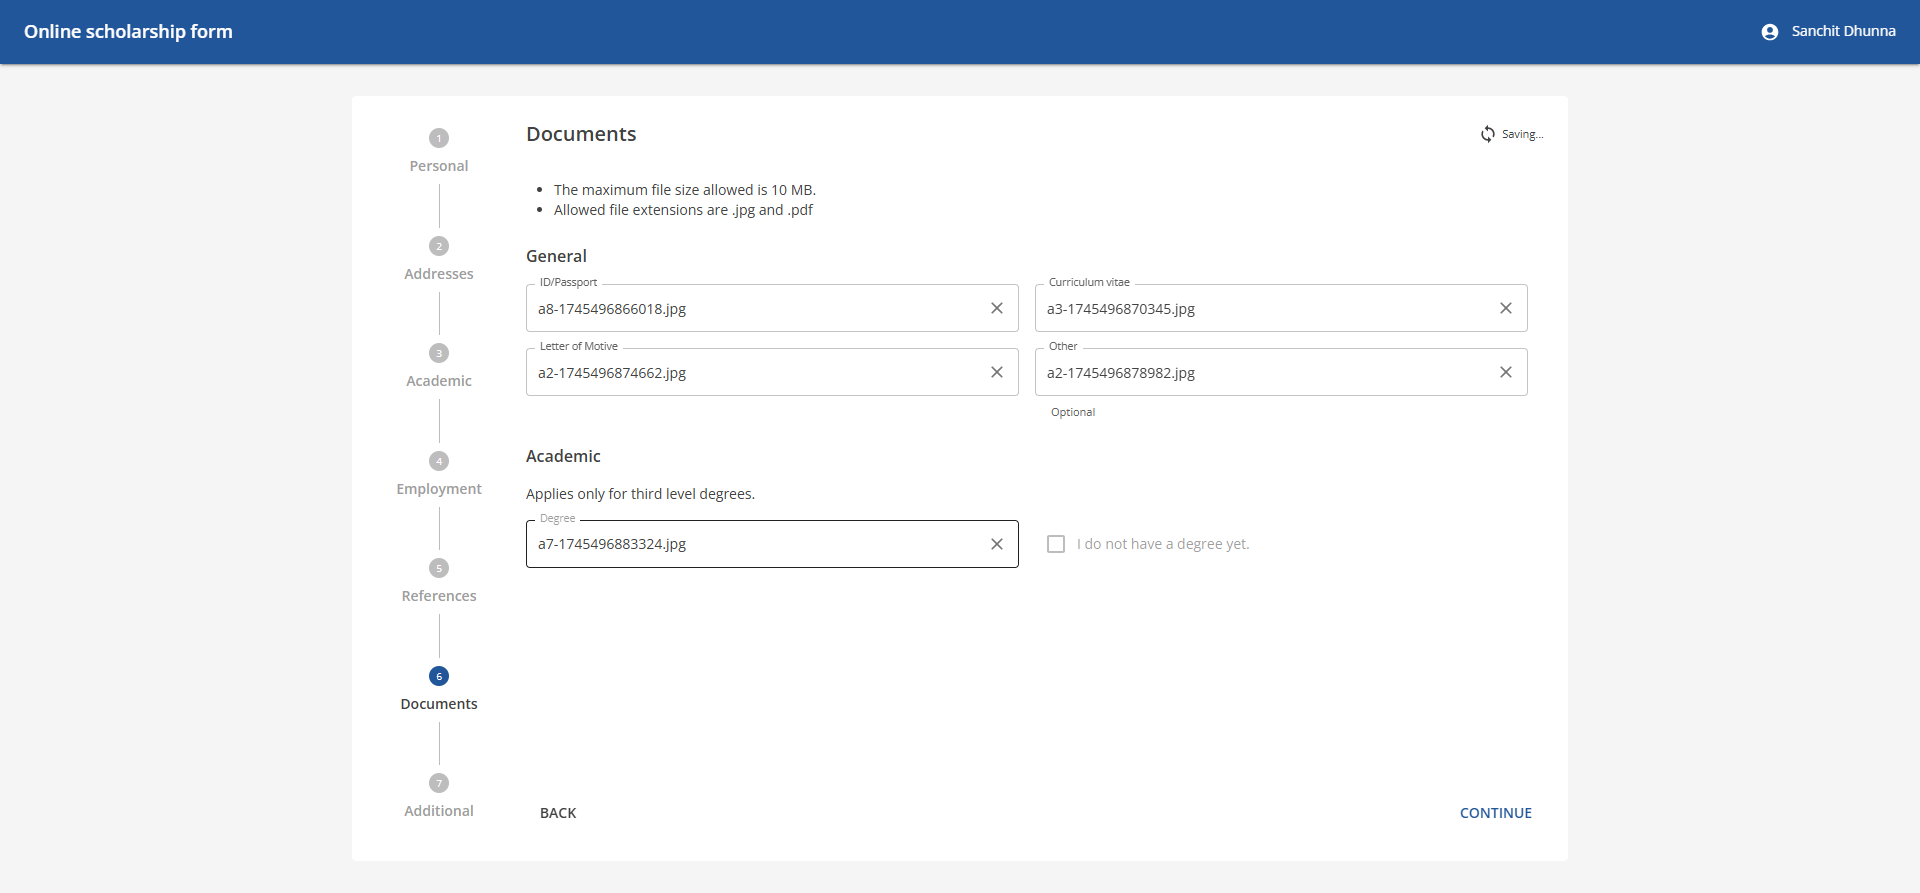 Online scholarship form
Sanchit Dhunna
1
Personal
2
Addresses
3
Academic
4
Employment
5
References
6
Documents
7
Additional
Documents
Saving...
• The maximum file size allowed is 10 MB.
• Allowed file extensions are .jpg and .pdf
General
ID/Passport
a8-1745496866018.jpg
Curriculum vitae
a3-1745496870345.jpg
Letter of Motive
a2-1745496874662.jpg
Other
a2-1745496878982.jpg
Optional
Academic
Applies only for third level degrees.
Degree
a7-1745496883324.jpg
I do not have a degree yet.
BACK
CONTINUE